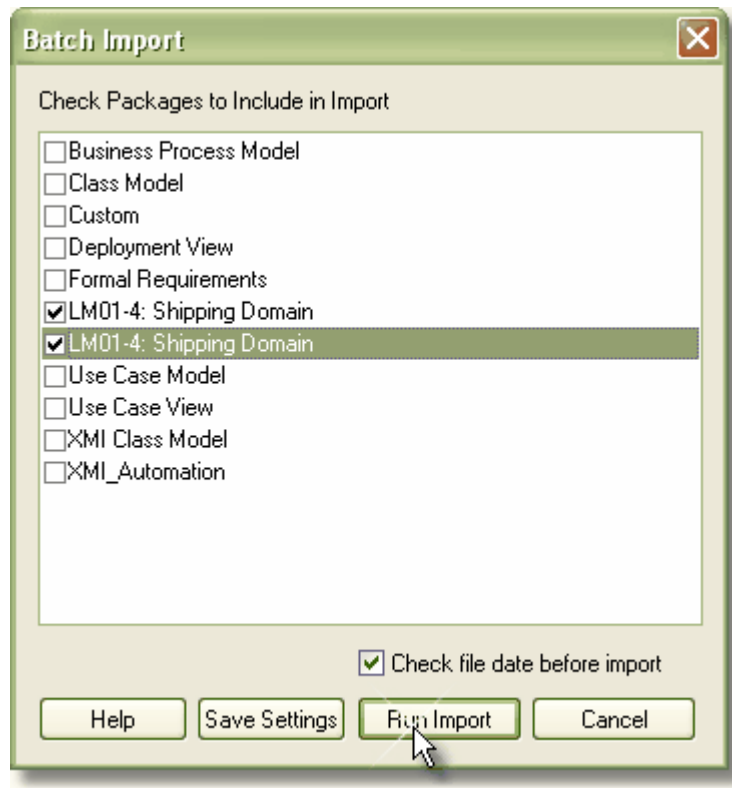 Batch Import
Check Packages to Include in Import
Business Process Model
Class Model
Custom
Deployment View
Formal Requirements
LM01-4: Shipping Domain
LM01-4: Shipping Domain
Use Case Model
Use Case View
XMI Class Model
XMI_Automation
Check file date before import
Help Save Settings Run Import Cancel